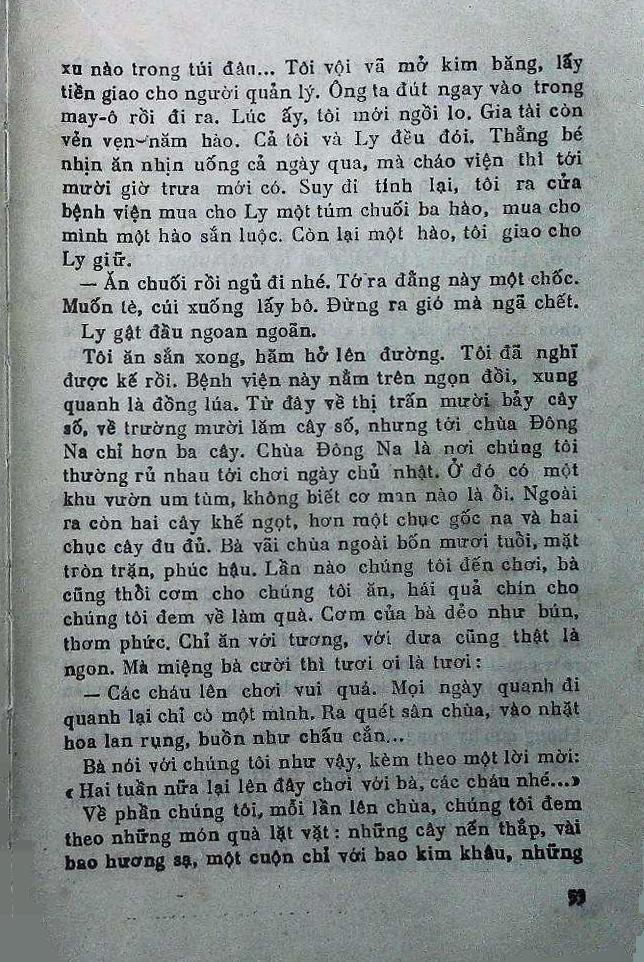 xu nào trong túi đâu... Tôi vội vã mở kim băng, lấy
tiền giao cho người quản lý. Ông ta đút ngay vào trong
may-ô rồi đi ra. Lúc ấy, tôi mới ngồi lo. Gia tài còn
vẻn vẹn năm hào. Cả tôi và Ly đều đói. Thằng bé
nhịn ăn nhịn uống cả ngày qua, mà cháo viện thì tới
mười giờ trưa mới có. Suy đi tính lại, tôi ra cửa
bệnh viện mua cho Ly một túm chuối ba hào, mua cho
mình một hào sắn luộc. Còn lại một hào, tôi giao cho
Ly giữ.
— Ăn chuối rồi ngủ đi nhé. Tớ ra đằng này một chốc.
Muốn tè, cúi xuống lấy bô. Đừng ra gió mà ngã chết.
Ly gật đầu ngoan ngoãn.
Tôi ăn sắn xong, hăm hở lên đường. Tôi đã nghĩ
được kế rồi. Bệnh viện này nằm trên ngọn đồi, xung
quanh là đồng lúa. Từ đây về thị trấn mười bảy cây
số, về trường mười lăm cây số, nhưng tới chùa Đông
Na chỉ hơn ba cây. Chùa Đông Na là nơi chúng tôi
thường rủ nhau tới chơi ngày chủ nhật. Ở đó có một
khu vườn um tùm, không biết cơ man nào là ổi. Ngoài
ra còn hai cây khế ngọt, hơn một chục gốc na và hai
chục cây đu đủ. Bà vãi chùa ngoài bốn mươi tuổi, mặt
tròn trặn, phúc hậu. Lần nào chúng tôi đến chơi, bà
cũng thổi cơm cho chúng tôi ăn, hái quả chín cho
chúng tôi đem về làm quà. Cơm của bà dẻo như bún,
thơm phức. Chỉ ăn với tương, với dưa cũng thật là
ngon. Mà miệng bà cười thì tươi ơi là tươi:
— Các cháu lên chơi vui quá. Mọi ngày quanh đi
quanh lại chỉ có một mình. Ra quét sân chùa, vào nhặt
hoa lan rụng, buồn như chấu cắn...
Bà nói với chúng tôi như vậy, kèm theo một lời mời:
« Hai tuần nữa lại lên đây chơi với bà, các cháu nhé...»
Về phần chúng tôi, mỗi lần lên chùa, chúng tôi đem
theo những món quà lặt vặt: những cây nến thắp, vài
bao hương sạ, một cuộn chỉ với bao kim khâu, những